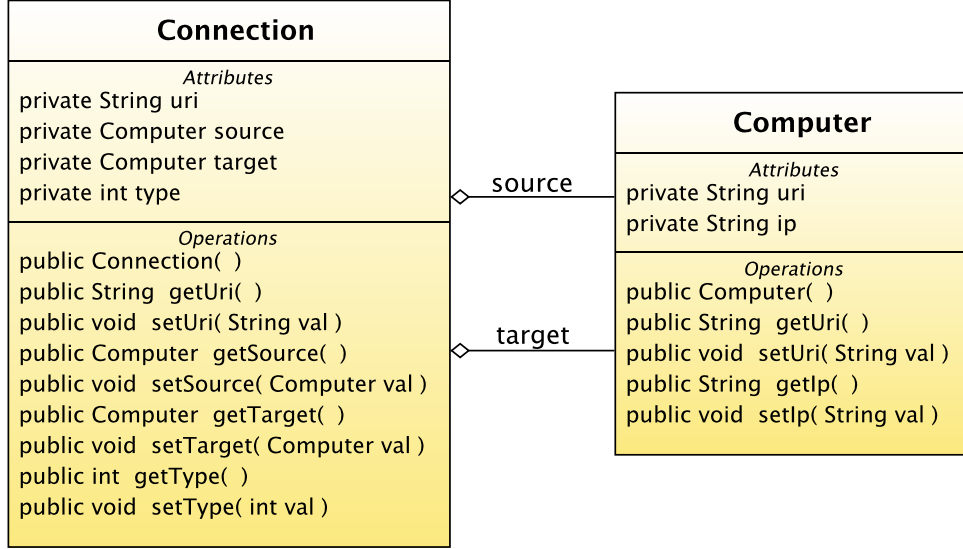 Connection
Attributes
private String uri
private Computer source
private Computer target
private int type
Operations
public Connection(  )
public String  getUri(  )
public void  setUri( String val )
public Computer  getSource(  )
public void  setSource( Computer val )
public Computer  getTarget(  )
public void  setTarget( Computer val )
public int  getType(  )
public void  setType( int val )
source
target
Computer
Attributes
private String uri
private String ip
Operations
public Computer(  )
public String  getUri(  )
public void  setUri( String val )
public String  getIp(  )
public void  setIp( String val )